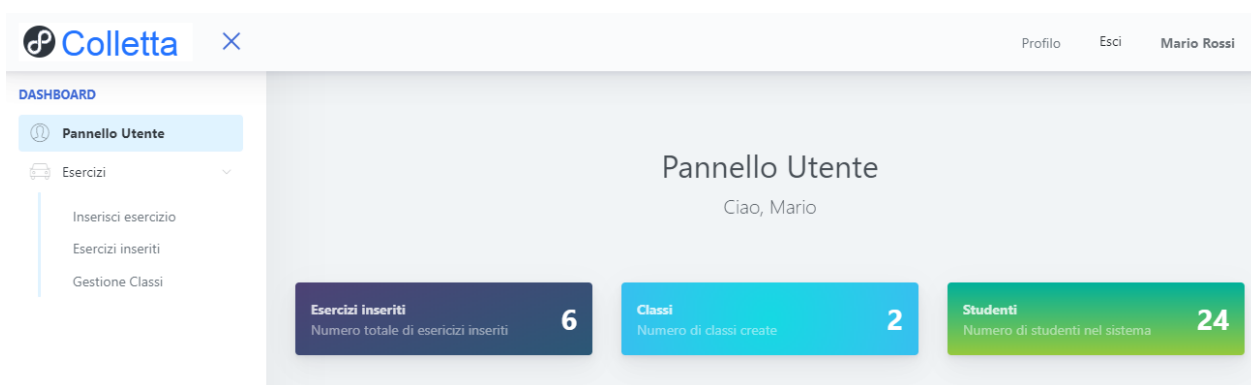 Colletta
Profilo Esci Mario Rossi
DASHBOARD
Pannello Utente
Esercizi
Inserisci esercizio
Esercizi inseriti
Gestione Classi
Pannello Utente
Ciao, Mario
Esercizi inseriti
Numero totale di esericizi inseriti
6
Classi
Numero di classi create
2
Studenti
Numero di studenti nel sistema
24